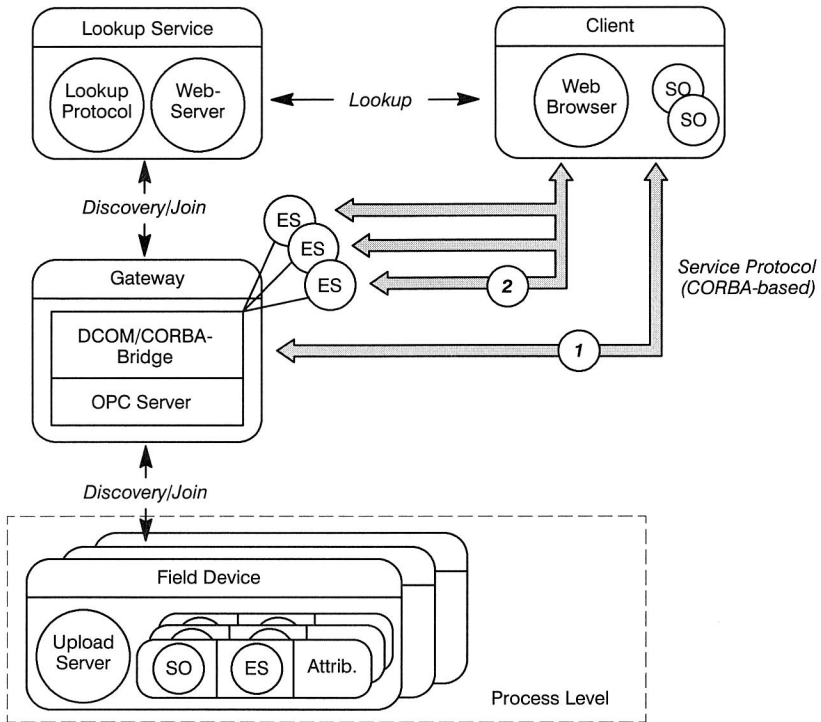 Lookup Service
Lookup
Protocol
Web-
Server
Lookup
Client
Web
Browser
SO
SO
Discovery/Join
ES
ES
ES
Gateway
DCOM/CORBA-
Bridge
OPC Server
2
1
Service Protocol
(CORBA-based)
Discovery/Join
Field Device
Upload
Server
SO
ES
Attrib.
Process Level